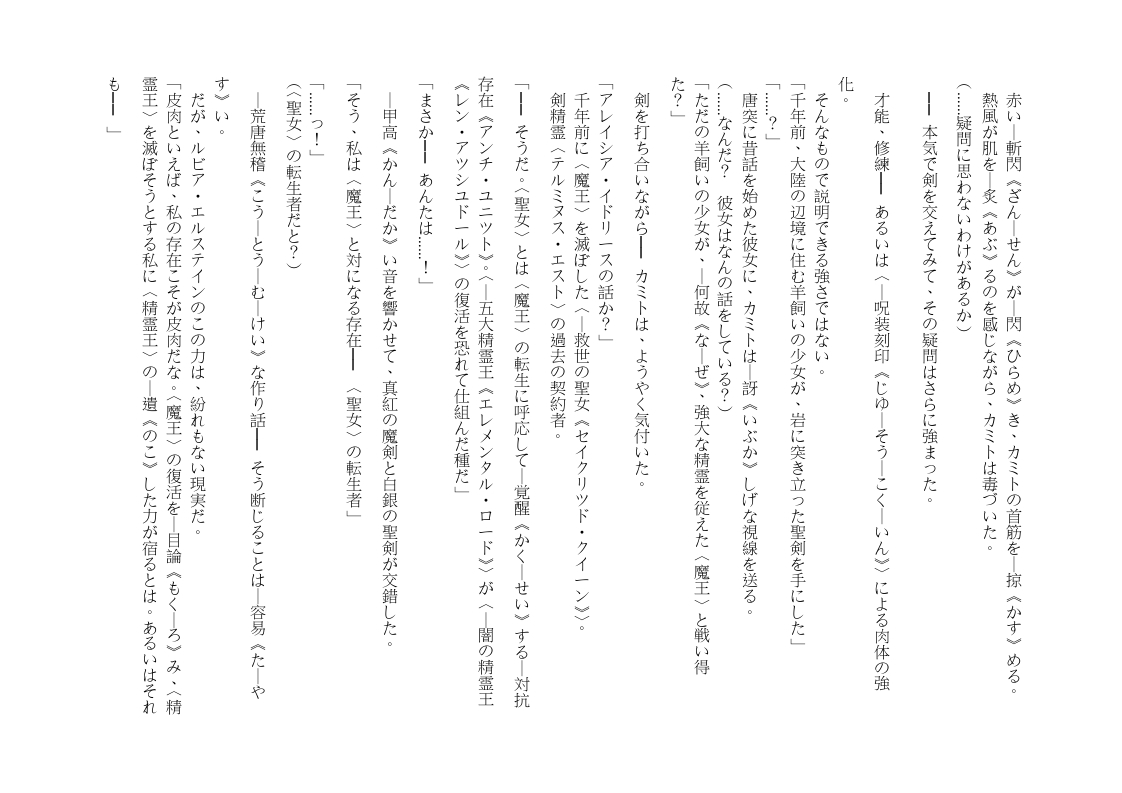 赤い―斬閃《ざん―せん》が―閃《ひらめ》き、カミトの首筋を―掠《かす》める。
熱風が肌を―炙《あぶ》るのを感じながら、カミトは毒づいた。
(……疑問に思わないわけがあるか)
━━ 本気で剣を交えてみて、その疑問はさらに強まった。
才能、修練━━ あるいは〈―呪装刻印《じゆ―そう―こく―いん》〉による肉体の強
化。
そんなもので説明できる強さではない。
「千年前、大陸の辺境に住む羊飼いの少女が、岩に突き立った聖剣を手にした」
「……？」
唐突に昔話を始めた彼女に、カミトは―訝《いぶか》しげな視線を送る。
(……なんだ？　彼女はなんの話をしている？)
「ただの羊飼いの少女が、―何故《な―ぜ》、強大な精霊を従えた〈魔王〉と戦い得
た？」
剣を打ち合いながら━━ カミトは、ようやく気付いた。
「アレイシア・イドリースの話か？」
千年前に〈魔王〉を滅ぼした〈―救世の聖女《セイクリツド・クイーン》〉。
剣精霊〈テルミヌス・エスト〉の過去の契約者。
「━━ そうだ。〈聖女〉とは〈魔王〉の転生に呼応して―覚醒《かく―せい》する―対抗
存在《アンチ・ユニツト》。〈―五大精霊王《エレメンタル・ロード》〉が〈―闇の精霊王
《レン・アツシユドール》〉の復活を恐れて仕組んだ種だ」
「まさか━━ あんたは……！」
―甲高《かん―だか》い音を響かせて、真紅の魔剣と白銀の聖剣が交錯した。
「そう、私は〈魔王〉と対になる存在━━ 〈聖女〉の転生者」
「……っ！」
(〈聖女〉の転生者だと？)
―荒唐無稽《こう―とう―む―けい》な作り話━━ そう断じることは―容易《た―や
す》い。
だが、ルビア・エルステインのこの力は、紛れもない現実だ。
「皮肉といえば、私の存在こそが皮肉だな。〈魔王〉の復活を―目論《もく―ろ》み、〈精
霊王〉を滅ぼそうとする私に〈精霊王〉の―遺《のこ》した力が宿るとは。あるいはそれ
も━━ 」